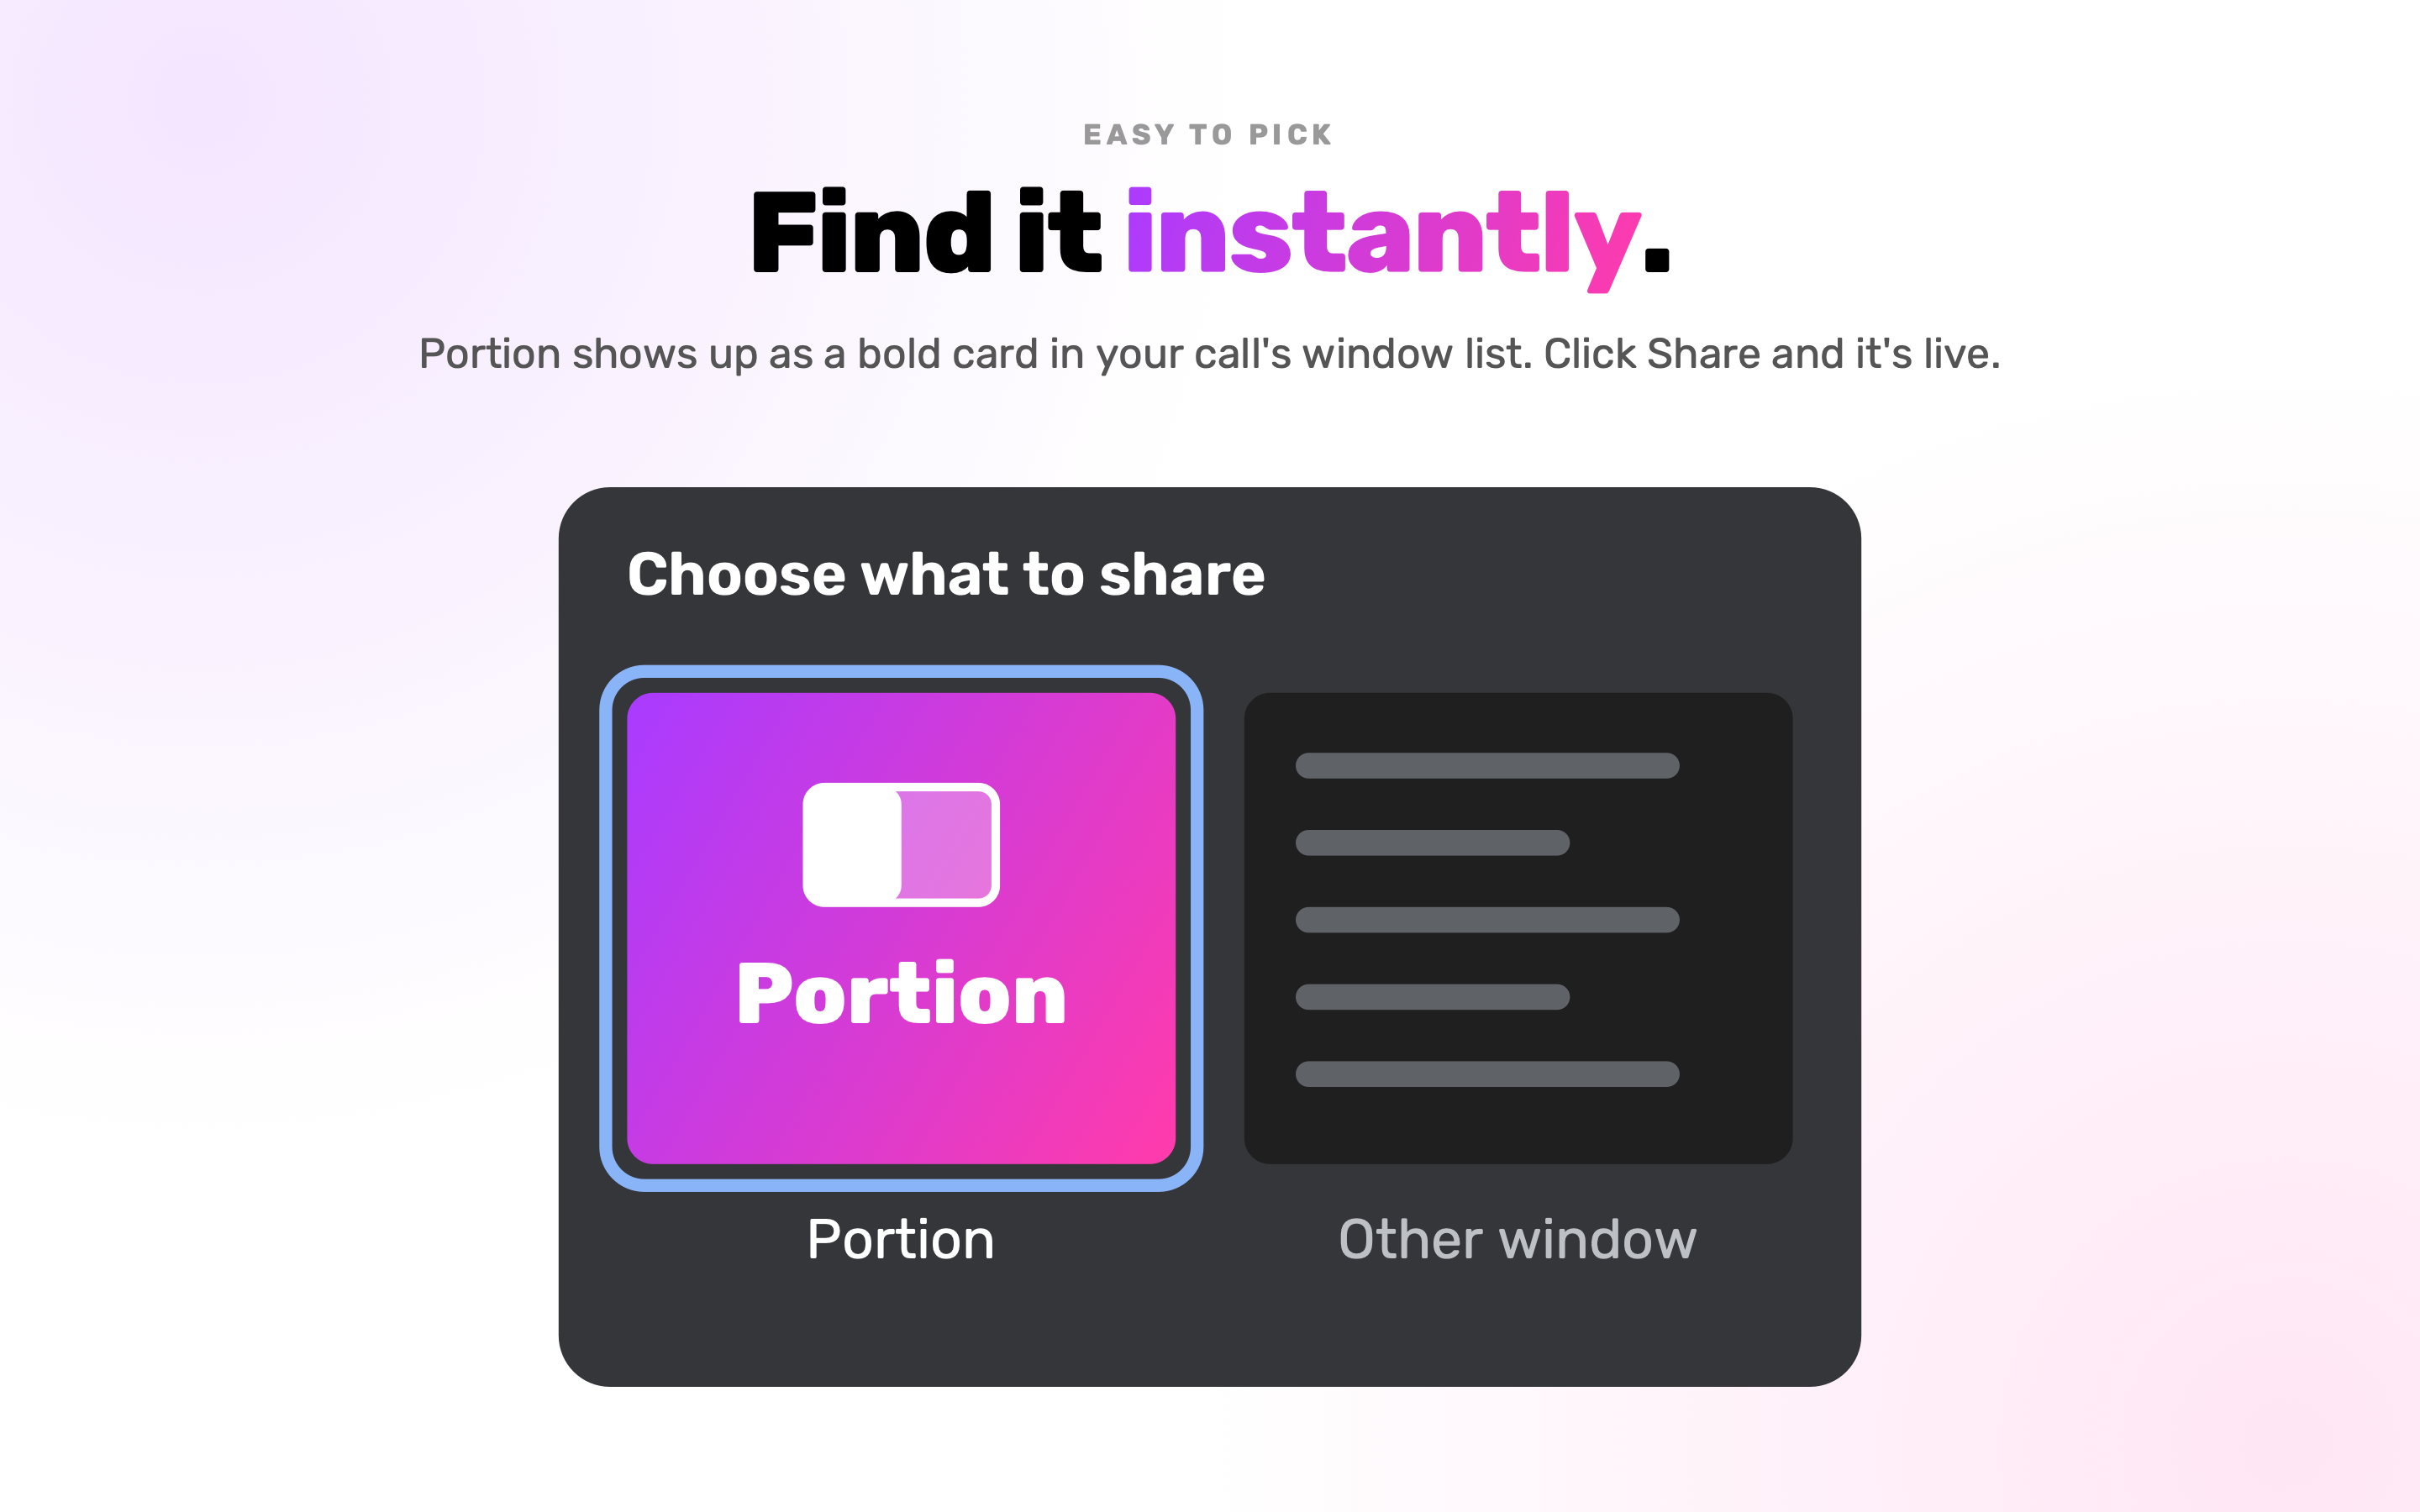 EASY TO PICK
Find it instantly.
Portion shows up as a bold card in your call's window list. Click Share and it's live.
Choose what to share
Portion
Portion
Other window